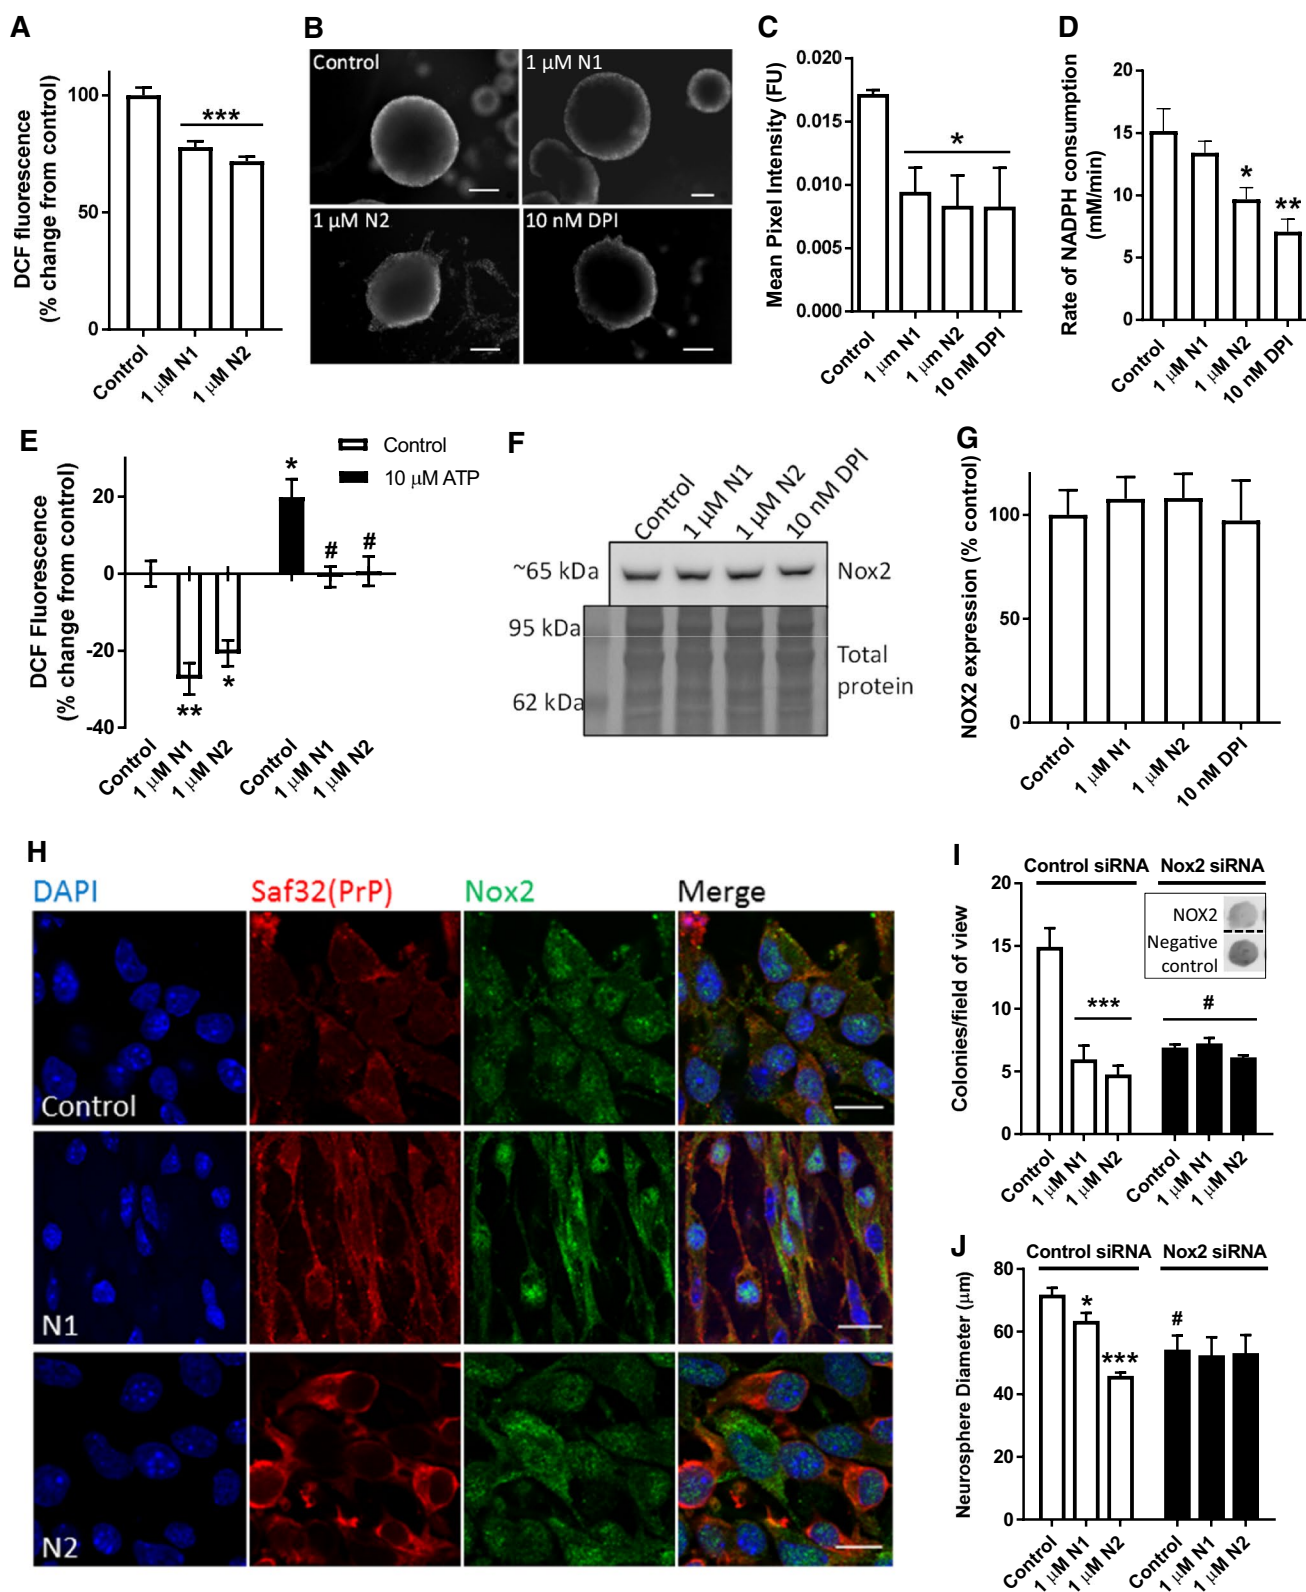 A
DCF fluorescence
(% change from control)
100
50
0
***
Control
1 µM N1
1 µM N2
B
Control
1 µM N1
1 µM N2
10 nM DPI
C
Mean Pixel Intensity (FU)
0.020
0.015
0.010
0.005
0.000
*
Control
1 µm N1
1 µm N2
10 nM DPI
D
Rate of NADPH consumption
(mM/min)
20
15
10
5
0
*
**
Control
1 µM N1
1 µM N2
10 nM DPI
E
DCF Fluorescence
(% change from control)
20
0
-20
-40
Control
10 µM ATP
**
*
*
#
#
Control
1 µM N1
1 µM N2
Control
1 µM N1
1 µM N2
F
Control
1 µM N1
1 µM N2
10 nM DPI
~65 kDa
Nox2
95 kDa
62 kDa
Total
protein
G
NOX2 expression (% control)
100
50
0
Control
1 µM N1
1 µM N2
10 nM DPI
H
DAPI
Saf32(PrP)
Nox2
Merge
Control
N1
N2
I
Control siRNA
Nox2 siRNA
Colonies/field of view
20
15
10
5
0
NOX2
Negative
control
***
#
Control
1 µM N1
1 µM N2
Control
1 µM N1
1 µM N2
J
Control siRNA
Nox2 siRNA
Neurosphere Diameter (µm)
80
60
40
20
0
*
***
#
Control
1 µM N1
1 µM N2
Control
1 µM N1
1 µM N2